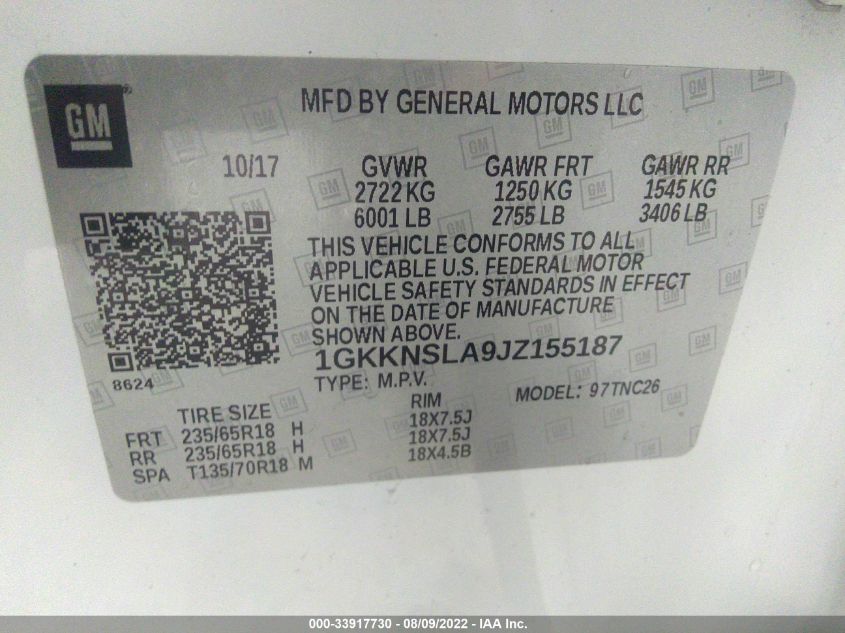 GM
MFD BY GENERAL MOTORS LLC
10/17 GVWR GAWR FRT GAWR RR
2722 KG 1250 KG 1545 KG
6001 LB 2755 LB 3406 LB
THIS VEHICLE CONFORMS TO ALL
APPLICABLE U.S. FEDERAL MOTOR
VEHICLE SAFETY STANDARDS IN EFFECT
ON THE DATE OF MANUFACTURE
SHOWN ABOVE.
1GKKNSLA9JZ155187
8624
TYPE: M.P.V. MODEL: 97TNC26
TIRE SIZE RIM
FRT 235/65R18 H 18X7.5J
RR 235/65R18 H 18X7.5J
SPA T135/70R18 M 18X4.5B
000-33917730 - 08/09/2022 - IAA Inc.